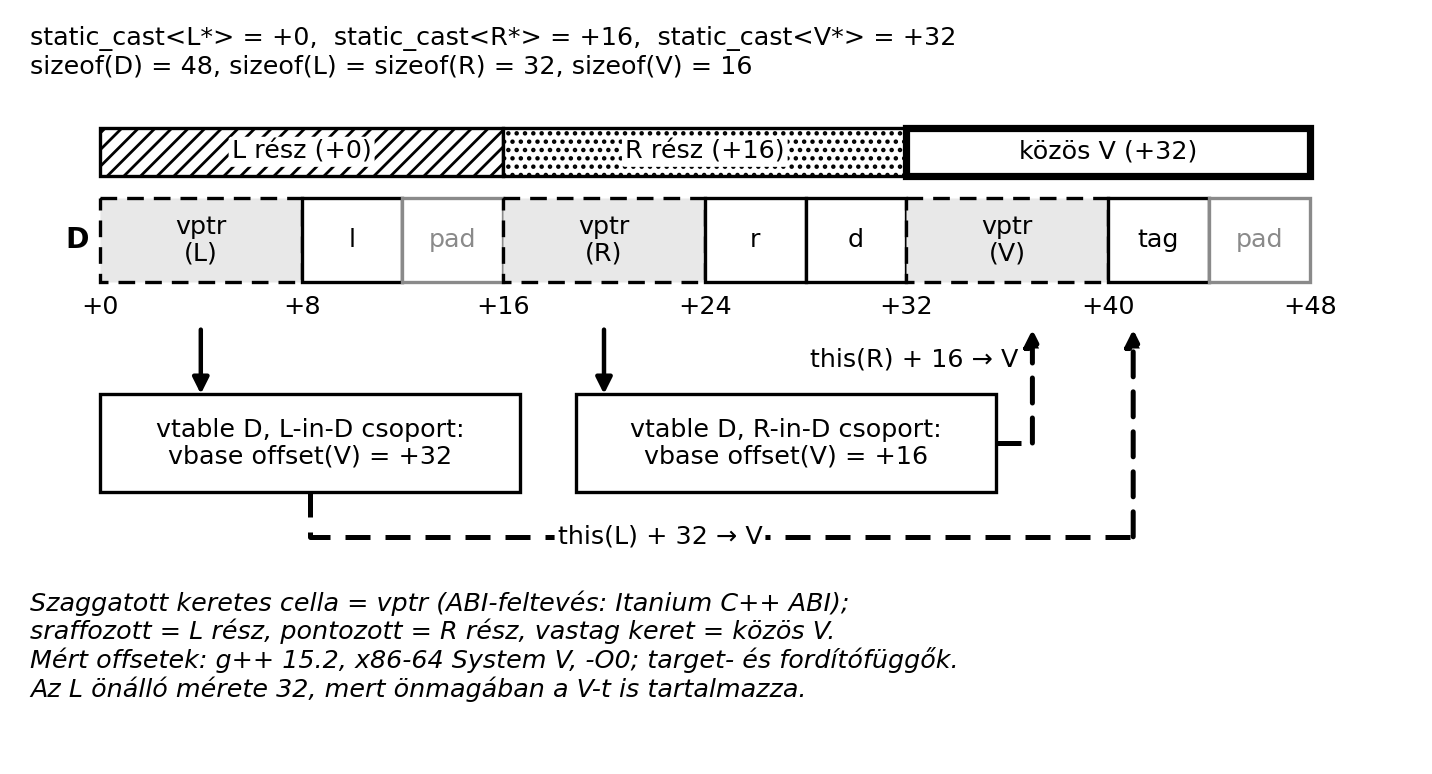 static_cast<L*> = +0,  static_cast<R*> = +16,  static_cast<V*> = +32
sizeof(D) = 48, sizeof(L) = sizeof(R) = 32, sizeof(V) = 16
L rész (+0)
R rész (+16)
közös V (+32)
D
vptr
(L)
l
pad
vptr
(R)
r
d
vptr
(V)
tag
pad
+0
+8
+16
+24
+32
+40
+48
this(R) + 16 → V
vtable D, L-in-D csoport:
vbase offset(V) = +32
vtable D, R-in-D csoport:
vbase offset(V) = +16
this(L) + 32 → V
Szaggatott keretes cella = vptr (ABI-feltevés: Itanium C++ ABI);
sraffozott = L rész, pontozott = R rész, vastag keret = közös V.
Mért offsetek: g++ 15.2, x86-64 System V, -O0; target- és fordítófüggők.
Az L önálló mérete 32, mert önmagában a V-t is tartalmazza.